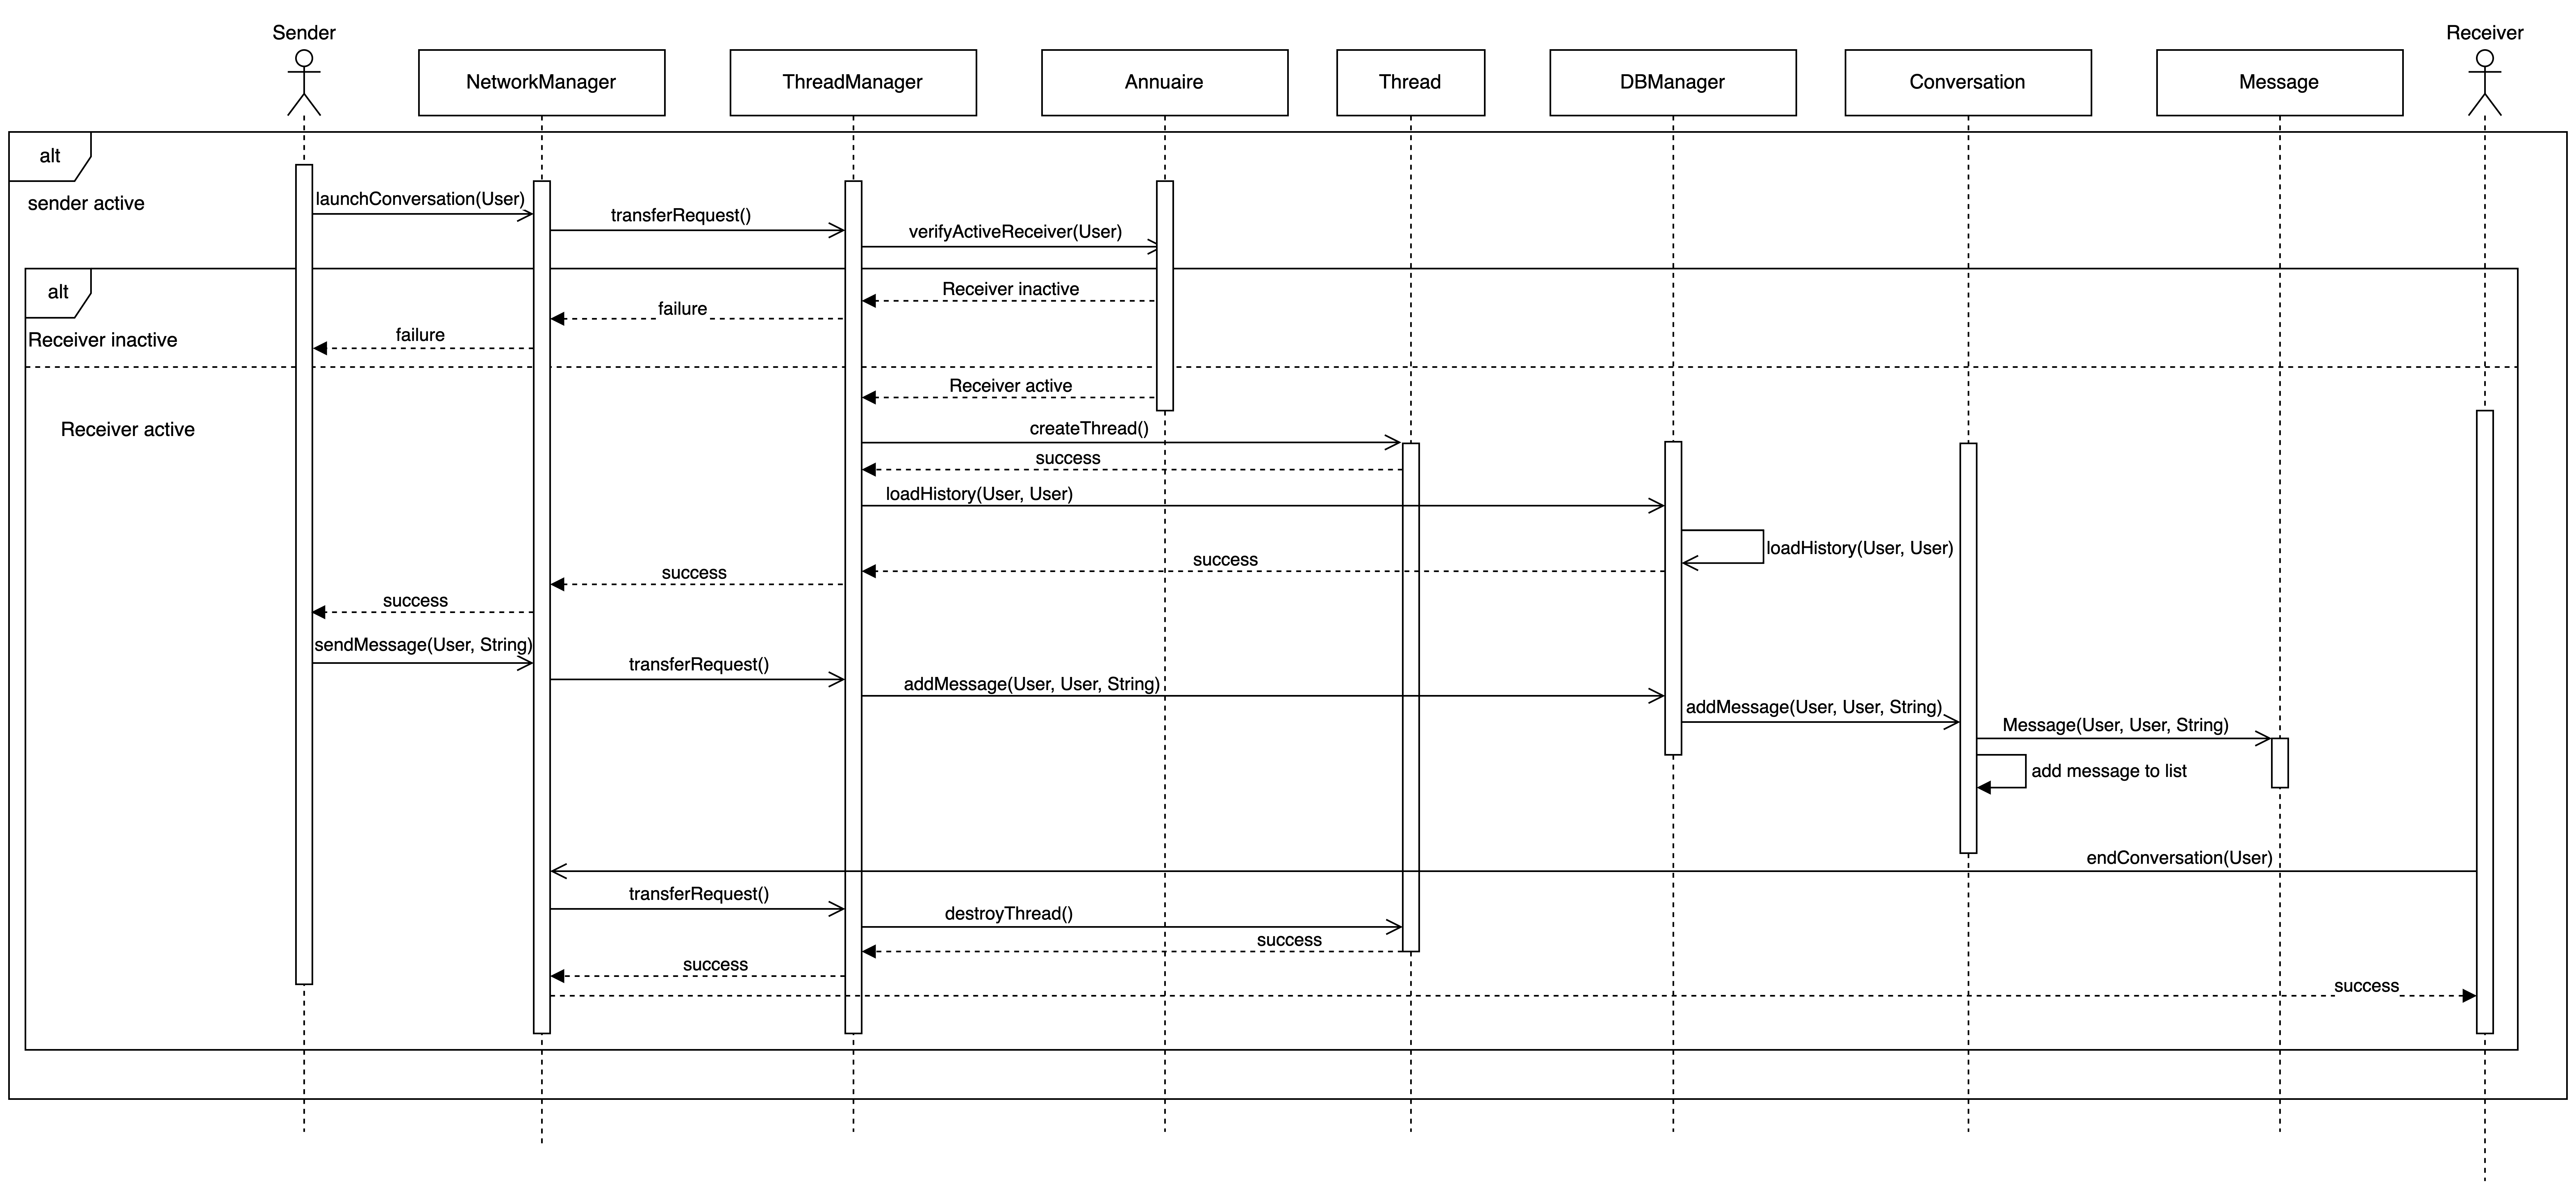 Sender
Receiver
NetworkManager
ThreadManager
Annuaire
Thread
DBManager
Conversation
Message
alt
sender active
launchConversation(User)
transferRequest()
verifyActiveReceiver(User)
alt
Receiver inactive
failure
Receiver inactive
failure
Receiver active
Receiver active
createThread()
success
loadHistory(User, User)
loadHistory(User, User)
success
success
success
sendMessage(User, String)
transferRequest()
addMessage(User, User, String)
addMessage(User, User, String)
Message(User, User, String)
add message to list
endConversation(User)
transferRequest()
destroyThread()
success
success
success